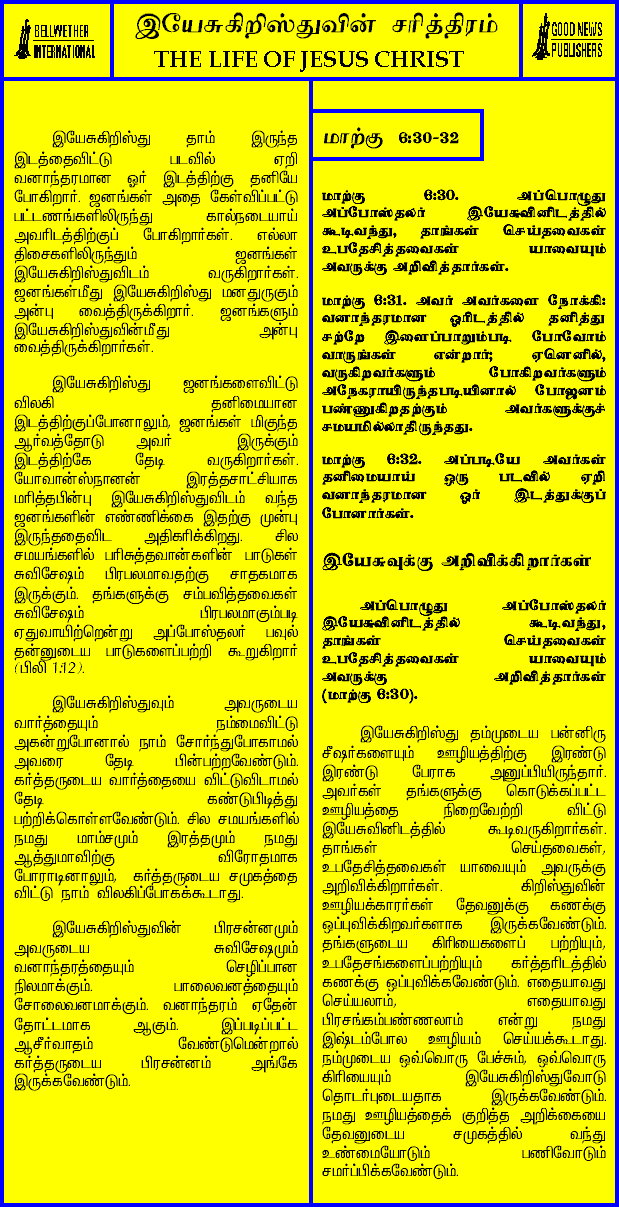 BELLWETHER
INTERNATIONAL
இயேசுகிறிஸ்துவின் சரித்திரம்
THE LIFE OF JESUS CHRIST
GOOD NEWS
PUBLISHERS
இயேசுகிறிஸ்து தாம் இருந்த
இடத்தைவிட்டு படவில் ஏறி
வனாந்தரமான ஓர் இடத்திற்கு தனியே
போகிறார். ஜனங்கள் அதை கேள்விப்பட்டு
பட்டணங்களிலிருந்து கால்நடையாய்
அவரிடத்திற்குப் போகிறார்கள். எல்லா
திசைகளிலிருந்தும் ஜனங்கள்
இயேசுகிறிஸ்துவிடம் வருகிறார்கள்.
ஜனங்கள்மீது இயேசுகிறிஸ்து மனதுருகும்
அன்பு வைத்திருக்கிறார். ஜனங்களும்
இயேசுகிறிஸ்துவின்மீது அன்பு
வைத்திருக்கிறார்கள்.
இயேசுகிறிஸ்து ஜனங்களைவிட்டு
விலகி தனிமையான
இடத்திற்குப்போனாலும், ஜனங்கள் மிகுந்த
ஆர்வத்தோடு அவர் இருக்கும்
இடத்திற்கே தேடி வருகிறார்கள்.
யோவான்ஸ்நானன் இரத்தசாட்சியாக
மரித்தபின்பு இயேசுகிறிஸ்துவிடம் வந்த
ஜனங்களின் எண்ணிக்கை இதற்கு முன்பு
இருந்ததைவிட அதிகரிக்கிறது. சில
சமயங்களில் பரிசுத்தவான்களின் பாடுகள்
சுவிசேஷம் பிரபலமாவதற்கு சாதகமாக
இருக்கும். தங்களுக்கு சம்பவித்தவைகள்
சுவிசேஷம் பிரபலமாகும்படி
ஏதுவாயிற்றென்று அப்போஸ்தலர் பவுல்
தன்னுடைய பாடுகளைப்பற்றி கூறுகிறார்
(பிலி 1:12).
இயேசுகிறிஸ்துவும் அவருடைய
வார்த்தையும் நம்மைவிட்டு
அகன்றுபோனால் நாம் சோர்ந்துபோகாமல்
அவரை தேடி பின்பற்றவேண்டும்.
கர்த்தருடைய வார்த்தையை விட்டுவிடாமல்
தேடி கண்டுபிடித்து
பற்றிக்கொள்ளவேண்டும். சில சமயங்களில்
நமது மாம்சமும் இரத்தமும் நமது
ஆத்துமாவிற்கு விரோதமாக
போராடினாலும், கர்த்தருடைய சமுகத்தை
விட்டு நாம் விலகிப்போகக்கூடாது.
இயேசுகிறிஸ்துவின் பிரசன்னமும்
அவருடைய சுவிசேஷமும்
வனாந்தரத்தையும் செழிப்பான
நிலமாக்கும். பாலைவனத்தையும்
சோலைவனமாக்கும். வனாந்தரம் ஏதேன்
தோட்டமாக ஆகும். இப்படிப்பட்ட
ஆசீர்வாதம் வேண்டுமென்றால்
கர்த்தருடைய பிரசன்னம் அங்கே
இருக்கவேண்டும்.
மாற்கு 6:30-32
மாற்கு 6:30. அப்பொழுது
அப்போஸ்தலர் இயேசுவினிடத்தில்
கூடிவந்து, தாங்கள் செய்தவைகள்
உபதேசித்தவைகள் யாவையும்
அவருக்கு அறிவித்தார்கள்.
மாற்கு 6:31. அவர் அவர்களை நோக்கி:
வனாந்தரமான ஓரிடத்தில் தனித்து
சற்றே இளைப்பாறும்படி போவோம்
வாருங்கள் என்றார்; ஏனெனில்,
வருகிறவர்களும் போகிறவர்களும்
அநேகராயிருந்தபடியினால் போஜனம்
பண்ணுகிறதற்கும் அவர்களுக்குச்
சமயமில்லாதிருந்தது.
மாற்கு 6:32. அப்படியே அவர்கள்
தனிமையாய் ஒரு படவில் ஏறி
வனாந்தரமான ஓர் இடத்துக்குப்
போனார்கள்.
இயேசுவுக்கு அறிவிக்கிறார்கள்
அப்பொழுது அப்போஸ்தலர்
இயேசுவினிடத்தில் கூடிவந்து,
தாங்கள் செய்தவைகள்
உபதேசித்தவைகள் யாவையும்
அவருக்கு அறிவித்தார்கள்
(மாற்கு 6:30).
இயேசுகிறிஸ்து தம்முடைய பன்னிரு
சீஷர்களையும் ஊழியத்திற்கு இரண்டு
இரண்டு பேராக அனுப்பியிருந்தார்.
அவர்கள் தங்களுக்கு கொடுக்கப்பட்ட
ஊழியத்தை நிறைவேற்றி விட்டு
இயேசுவினிடத்தில் கூடிவருகிறார்கள்.
தாங்கள் செய்தவைகள்,
உபதேசித்தவைகள் யாவையும் அவருக்கு
அறிவிக்கிறார்கள். கிறிஸ்துவின்
ஊழியக்காரர்கள் தேவனுக்கு கணக்கு
ஒப்புவிக்கிறவர்களாக இருக்கவேண்டும்.
தங்களுடைய கிரியைகளைப் பற்றியும்,
உபதேசங்களைப்பற்றியும் கர்த்தரிடத்தில்
கணக்கு ஒப்புவிக்கவேண்டும். எதையாவது
செய்யலாம், எதையாவது
பிரசங்கம்பண்ணலாம் என்று நமது
இஷ்டம்போல ஊழியம் செய்யக்கூடாது.
நம்முடைய ஒவ்வொரு பேச்சும், ஒவ்வொரு
கிரியையும் இயேசுகிறிஸ்துவோடு
தொடர்புடையதாக இருக்கவேண்டும்.
நமது ஊழியத்தைக் குறித்த அறிக்கையை
தேவனுடைய சமுகத்தில் வந்து
உண்மையோடும் பணிவோடும்
சமர்ப்பிக்கவேண்டும்.